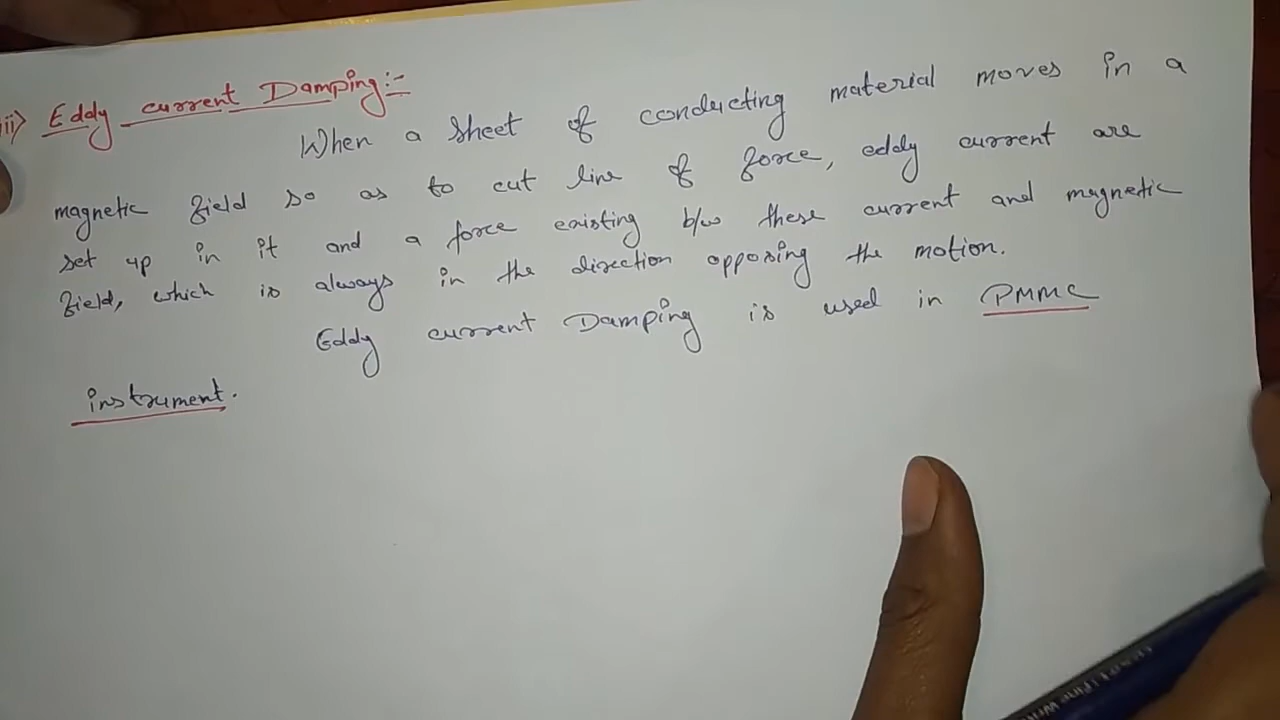 ii) Eddy current Damping:-
When a sheet of conducting material moves in a
magnetic field so as to cut line of force, eddy current are
set up in it and a force existing b/w these current and magnetic
field, which is always in the direction opposing the motion.
Eddy current Damping is used in PMMC
instrument.